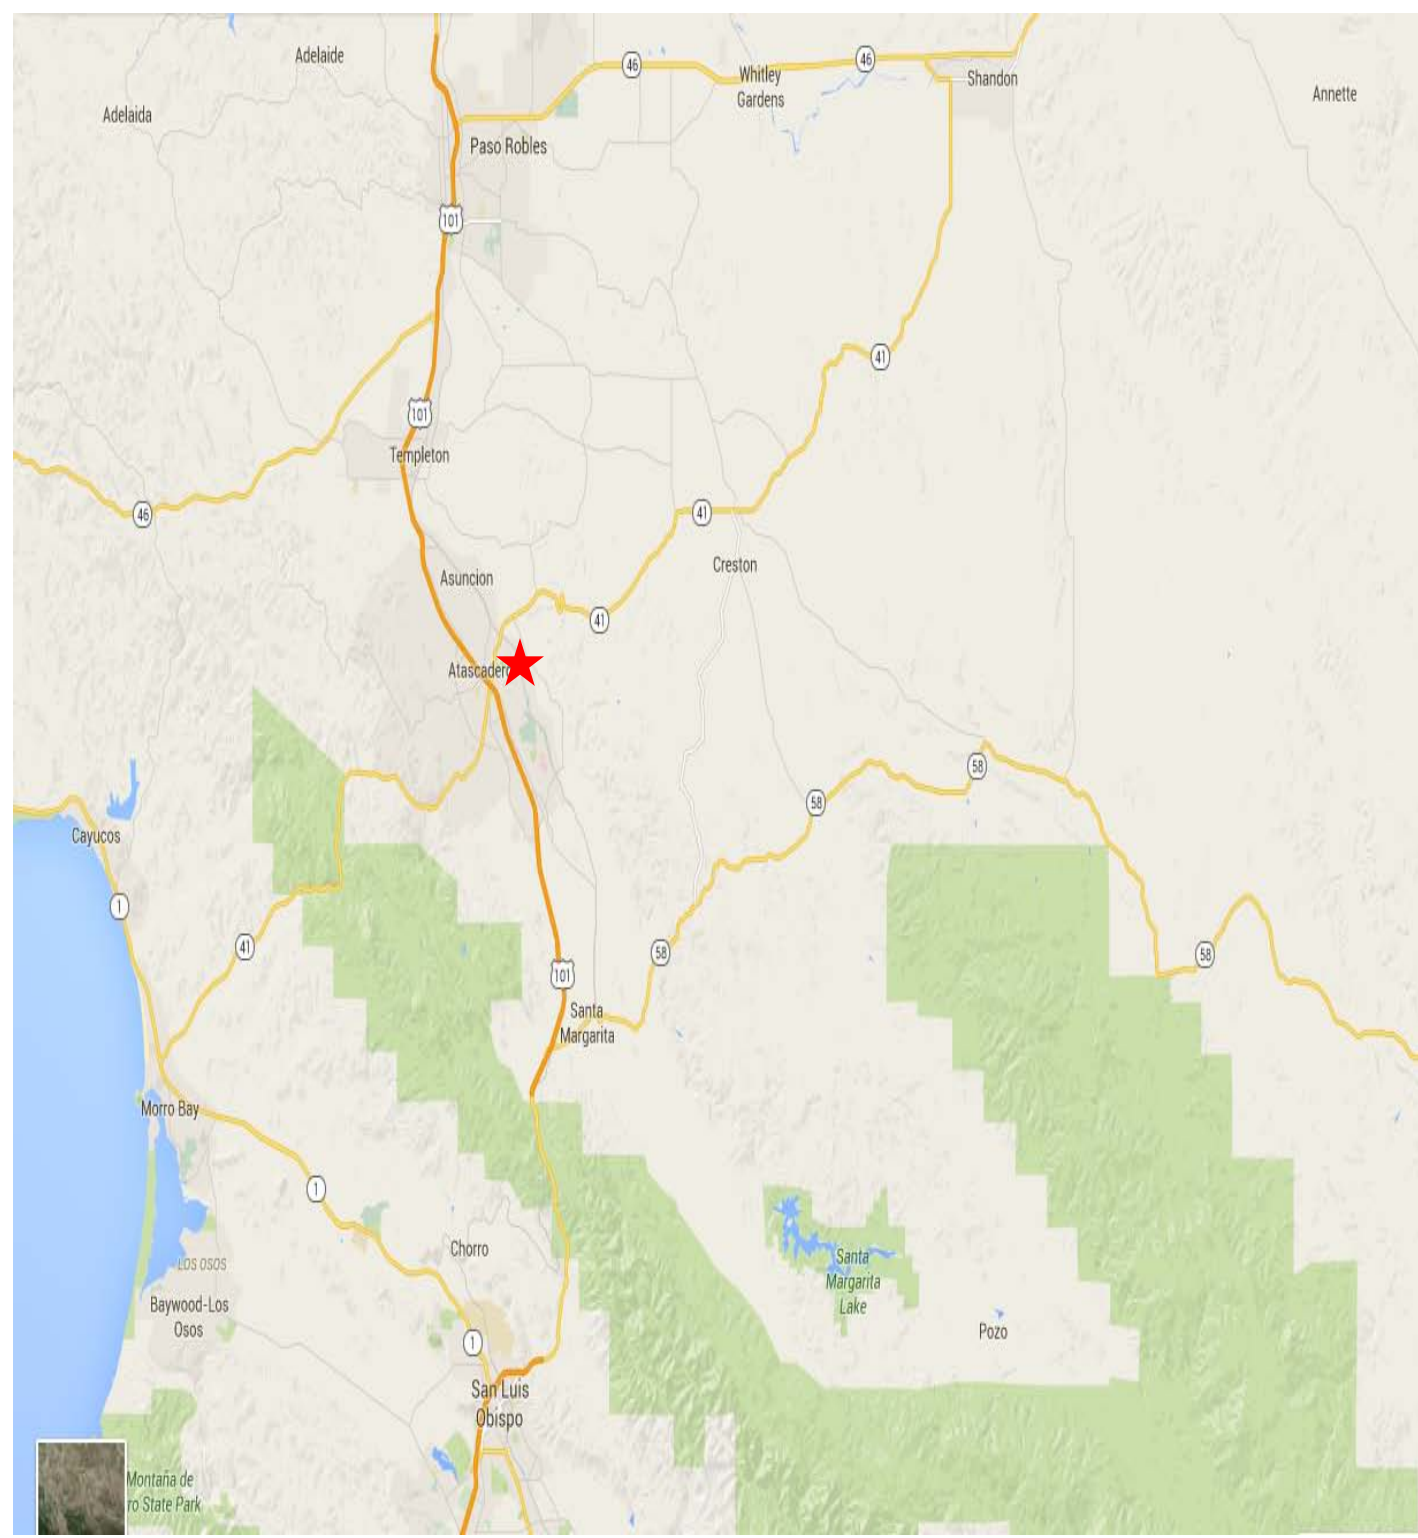 Adelaide
46
46
Whitley
Gardens
Shandon
Annette
Adelaida
Paso Robles
101
41
101
Templeton
46
41
Creston
Asuncion
41
Atascadero
58
58
Cayucos
1
41
58
58
101
Santa
Margarita
Morro Bay
1
Chorro
LOS OSOS
Santa
Margarita
Lake
Baywood-Los
Osos
Pozo
1
San Luis
Obispo
Montaña de
ro State Park